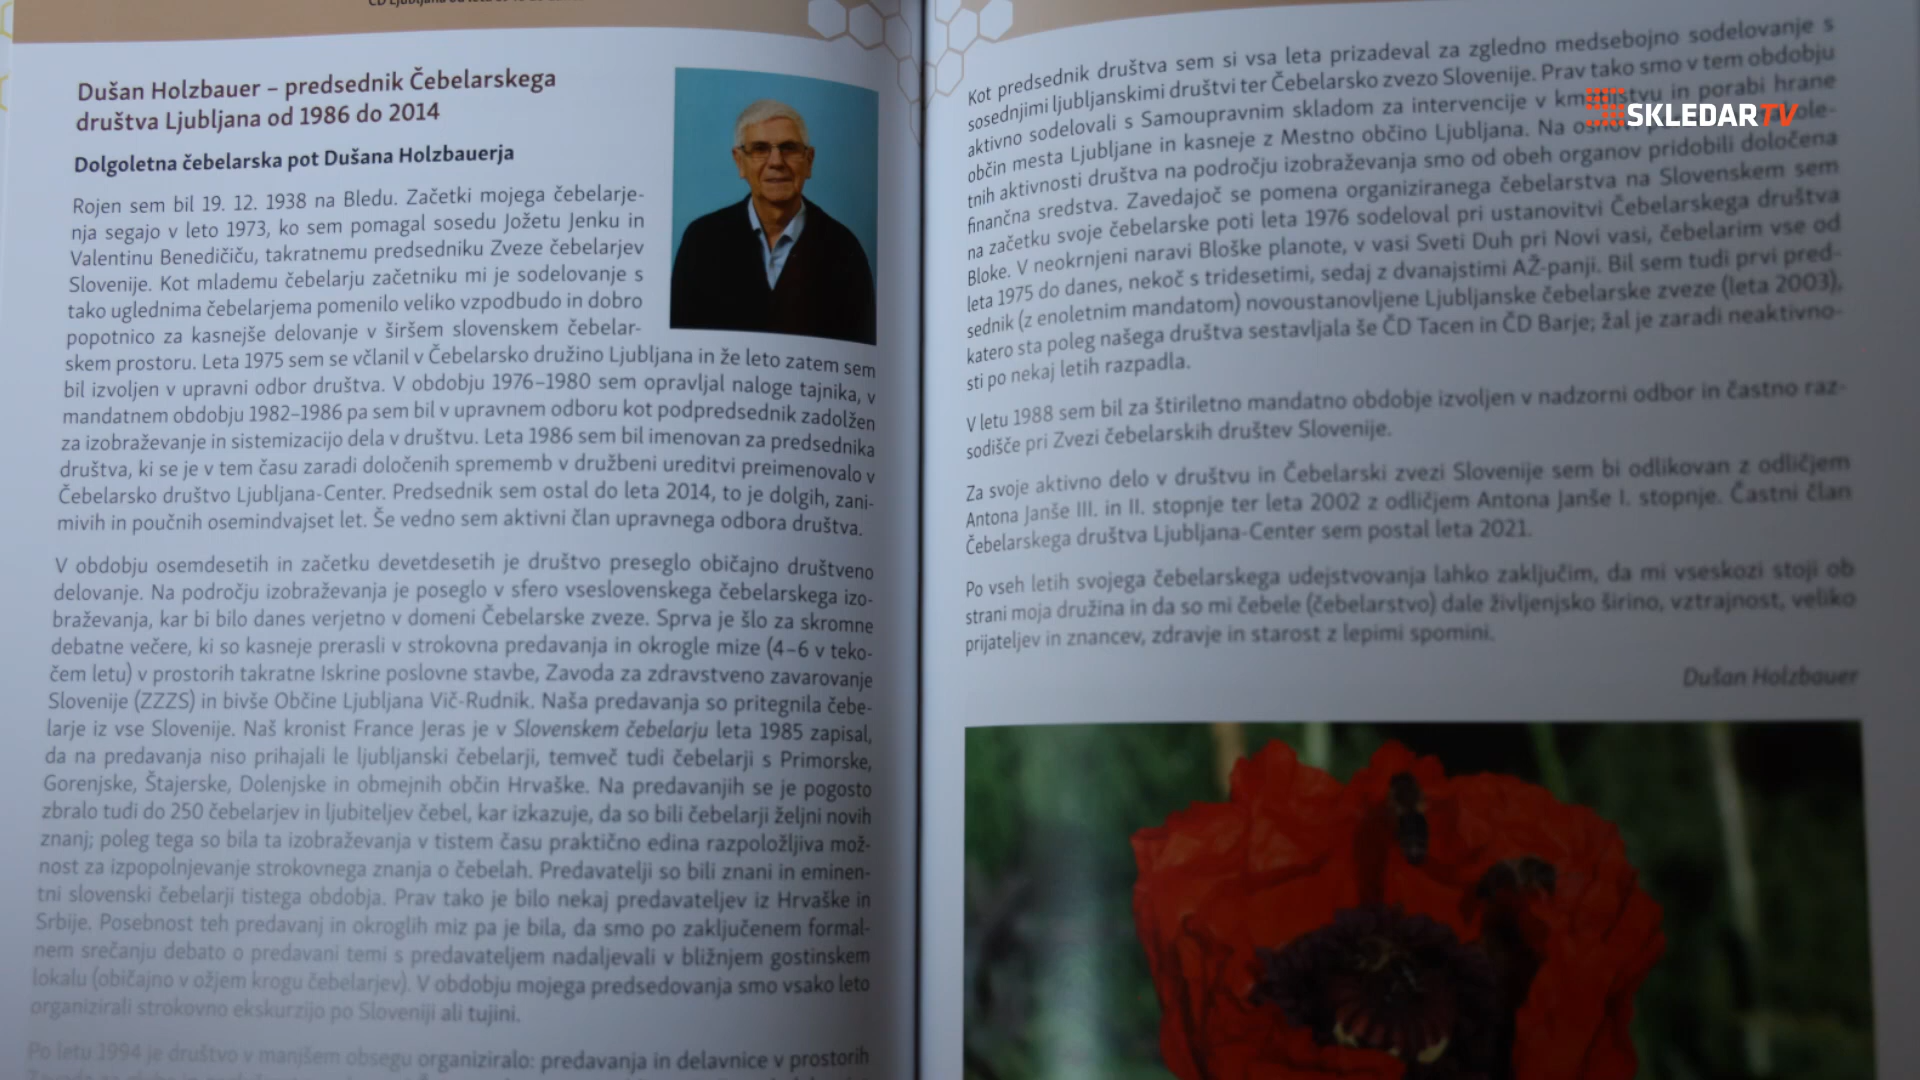 Dušan Holzbauer – predsednik Čebelarskega
društva Ljubljana od 1986 do 2014
Dolgoletna čebelarska pot Dušana Holzbauerja
Rojen sem bil 19. 12. 1938 na Bledu. Začetki mojega čebelarje-
nja segajo v leto 1973, ko sem pomagal sosedu Jožetu Jenku in
Valentinu Benedičiču, takratnemu predsedniku Zveze čebelarjev
Slovenije. Kot mlademu čebelarju začetniku mi je sodelovanje s
tako uglednima čebelarjema pomenilo veliko vzpodbudo in dobro
popotnico za kasnejše delovanje v širšem slovenskem čebelar-
skem prostoru. Leta 1975 sem se včlanil v Čebelarsko družino Ljubljana in že leto zatem sem
bil izvoljen v upravni odbor društva. V obdobju 1976–1980 sem opravljal naloge tajnika, v
mandatnem obdobju 1982–1986 pa sem bil v upravnem odboru kot podpredsednik zadolžen
za izobraževanje in sistemizacijo dela v društvu. Leta 1986 sem bil imenovan za predsednika
društva, ki se je v tem času zaradi določenih sprememb v družbeni ureditvi preimenovalo v
Čebelarsko društvo Ljubljana-Center. Predsednik sem ostal do leta 2014, to je dolgih, zani-
mivih in poučnih osemindvajset let. Še vedno sem aktivni član upravnega odbora društva.
V obdobju osemdesetih in začetku devetdesetih je društvo preseglo običajno društveno
delovanje. Na področju izobraževanja je poseglo v sfero vseslovenskega čebelarskega izo-
braževanja, kar bi bilo danes verjetno v domeni Čebelarske zveze. Sprva je šlo za skromne
debatne večere, ki so kasneje prerasli v strokovna predavanja in okrogle mize (4–6 v teko-
čem letu) v prostorih takratne Iskrine poslovne stavbe, Zavoda za zdravstveno zavarovanje
Slovenije (ZZZS) in bivše Občine Ljubljana Vič-Rudnik. Naša predavanja so pritegnila čebe-
larje iz vse Slovenije. Naš kronist France Jeras je v Slovenskem čebelarju leta 1985 zapisal,
da na predavanja niso prihajali le ljubljanski čebelarji, temveč tudi čebelarji s Primorske,
Gorenjske, Štajerske, Dolenjske in obmejnih občin Hrvaške. Na predavanjih se je pogosto
zbralo tudi do 250 čebelarjev in ljubiteljev čebel, kar izkazuje, da so bili čebelarji željni novih
znanj; poleg tega so bila ta izobraževanja v tistem času praktično edina razpoložljiva mož-
nost za izpopolnjevanje strokovnega znanja o čebelah. Predavatelji so bili znani in eminen-
tni slovenski čebelarji tistega obdobja. Prav tako je bilo nekaj predavateljev iz Hrvaške in
Srbije. Posebnost teh predavanj in okroglih miz pa je bila, da smo po zaključenem formal-
nem srečanju debato o predavani temi s predavateljem nadaljevali v bližnjem gostinskem
lokalu (običajno v ožjem krogu čebelarjev). V obdobju mojega predsedovanja smo vsako leto
organizirali strokovno ekskurzijo po Sloveniji ali tujini.
Po letu 1994 je društvo v manjšem obsegu organiziralo: predavanja in delavnice v prostorih
Kot predsednik društva sem si vsa leta prizadeval za zgledno medsebojno sodelovanje s
sosednjimi ljubljanskimi društvi ter Čebelarsko zvezo Slovenije. Prav tako smo v tem obdobju
aktivno sodelovali s Samoupravnim skladom za intervencije v kmetijstvu in porabi hrane
občin mesta Ljubljane in kasneje z Mestno občino Ljubljana. Na
tnih aktivnosti društva na področju izobraževanja smo od obeh organov pridobili določena
finančna sredstva. Zavedajoč se pomena organiziranega čebelarstva na Slovenskem sem
na začetku svoje čebelarske poti leta 1976 sodeloval pri ustanovitvi Čebelarskega društva
Bloke. V neokrnjeni naravi Bloške planote, v vasi Sveti Duh pri Novi vasi, čebelarim vse od
leta 1975 do danes, nekoč s tridesetimi, sedaj z dvanajstimi AŽ-panji. Bil sem tudi prvi pred-
sednik (z enoletnim mandatom) novoustanovljene Ljubljanske čebelarske zveze (leta 2003),
katero sta poleg našega društva sestavljala še ČD Tacen in ČD Barje; žal je zaradi neaktivno-
sti po nekaj letih razpadla.
V letu 1988 sem bil za štiriletno mandatno obdobje izvoljen v nadzorni odbor in častno raz-
sodišče pri Zvezi čebelarskih društev Slovenije.
Za svoje aktivno delo v društvu in Čebelarski zvezi Slovenije sem bi odlikovan z odličjem
Antona Janše III. in II. stopnje ter leta 2002 z odličjem Antona Janše I. stopnje. Častni član
Čebelarskega društva Ljubljana-Center sem postal leta 2021.
Po vseh letih svojega čebelarskega udejstvovanja lahko zaključim, da mi vseskozi stoji ob
strani moja družina in da so mi čebele (čebelarstvo) dale življenjsko širino, vztrajnost, veliko
prijateljev in znancev, zdravje in starost z lepimi spomini.
Dušan Holzbauer
SKLEDARTV